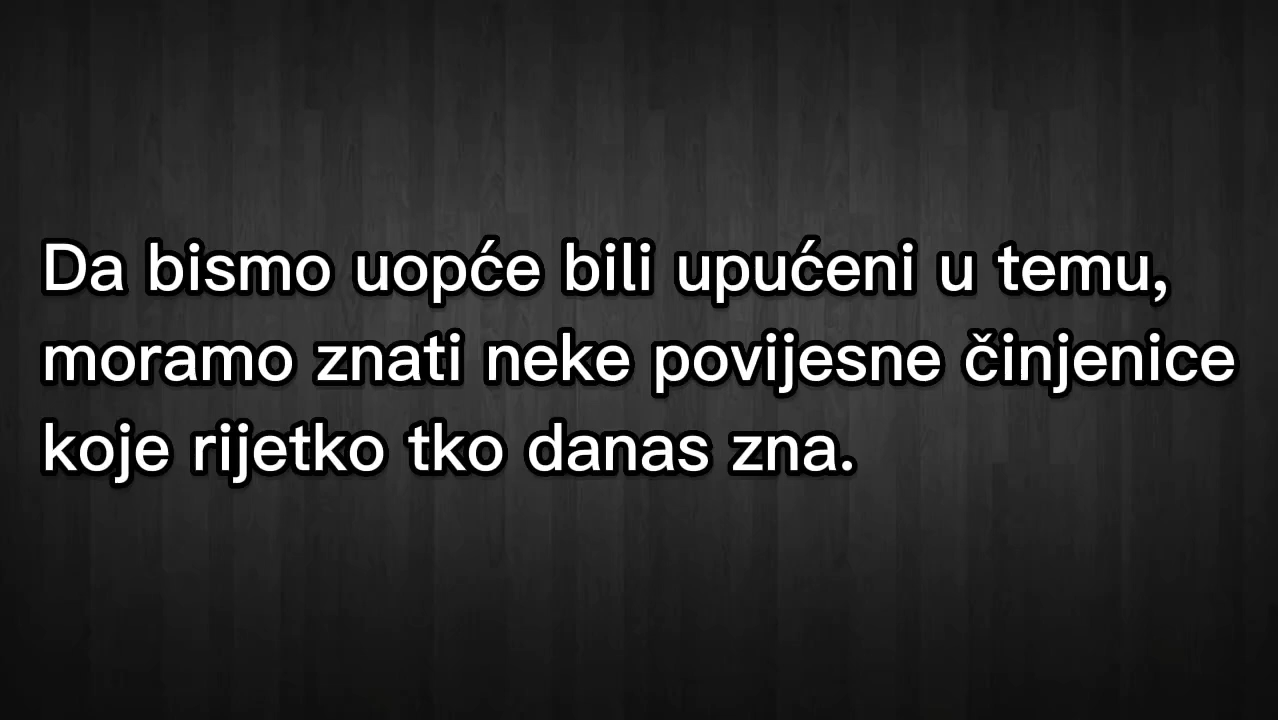 Da bismo uopće bili upućeni u temu,
moramo znati neke povijesne činjenice
koje rijetko tko danas zna.